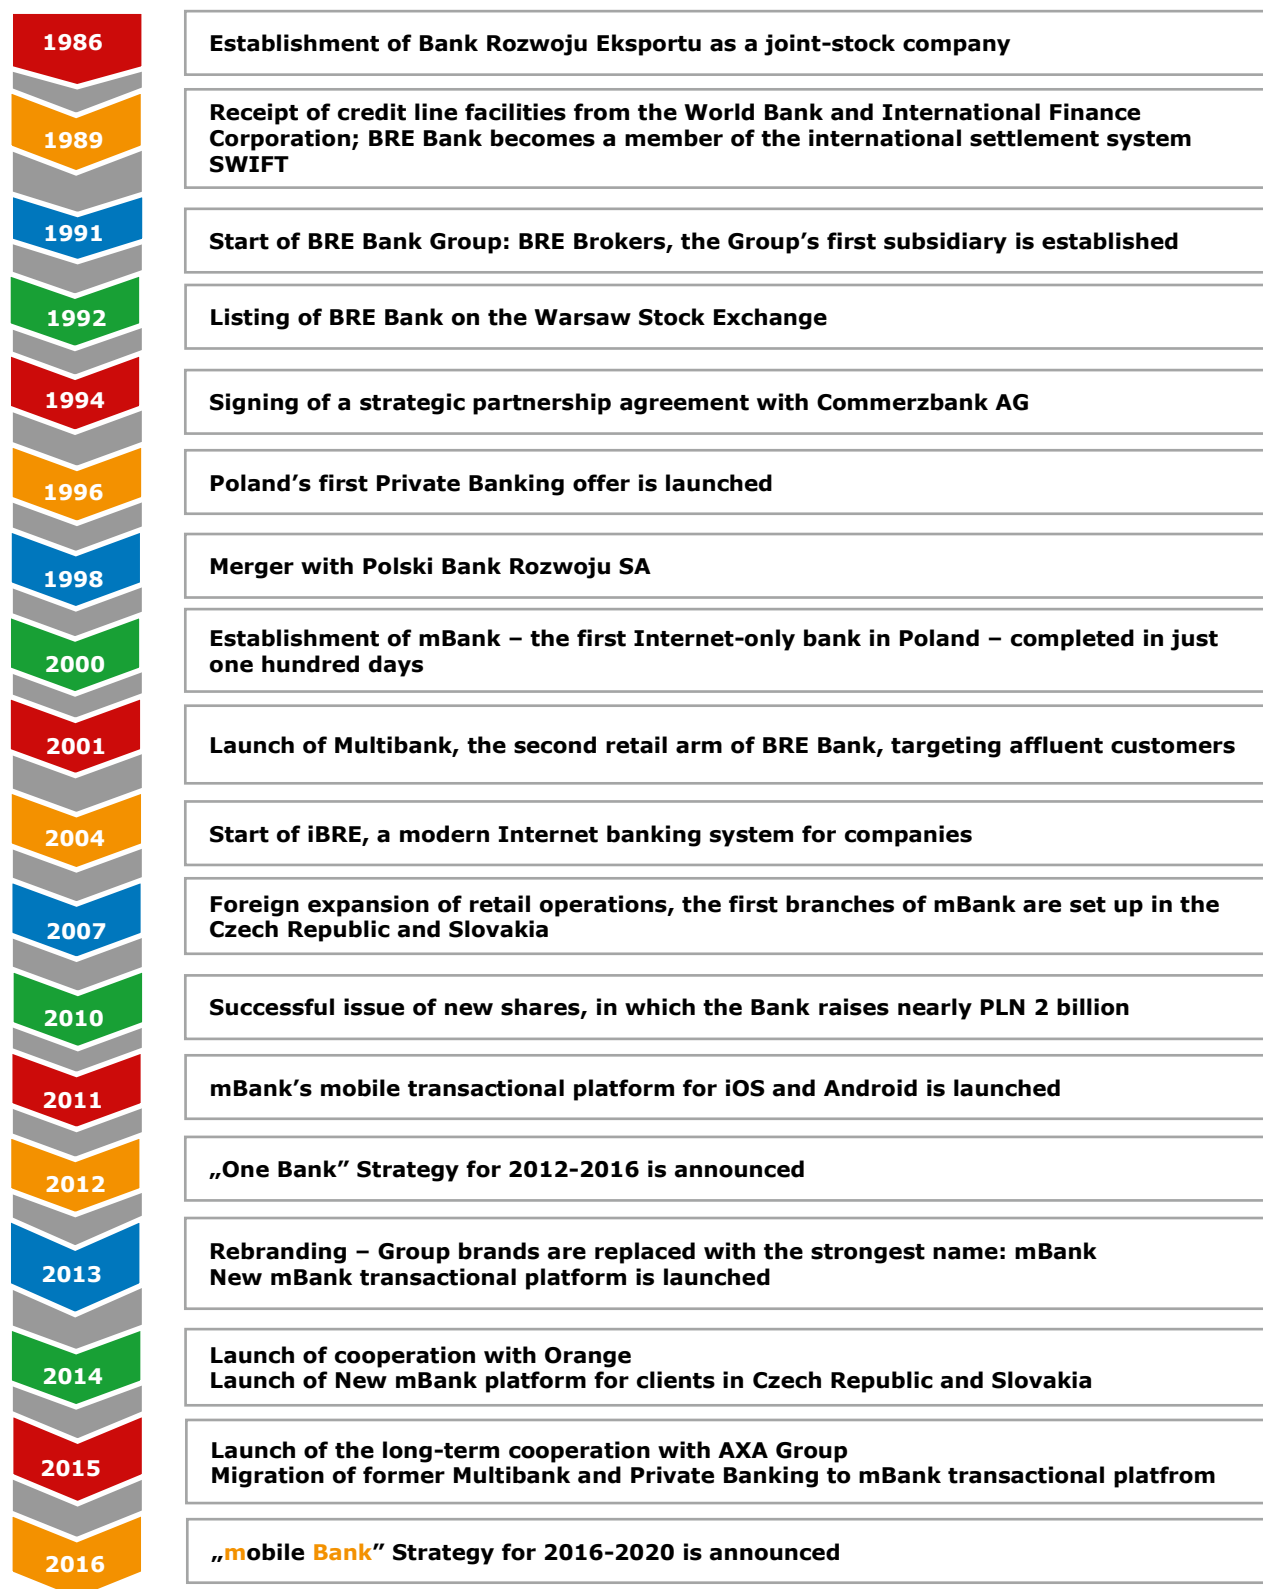 1986
Establishment of Bank Rozwoju Eksportu as a joint-stock company
1989
Receipt of credit line facilities from the World Bank and International Finance
Corporation; BRE Bank becomes a member of the international settlement system
SWIFT
1991
Start of BRE Bank Group: BRE Brokers, the Group’s first subsidiary is established
1992
Listing of BRE Bank on the Warsaw Stock Exchange
1994
Signing of a strategic partnership agreement with Commerzbank AG
1996
Poland’s first Private Banking offer is launched
1998
Merger with Polski Bank Rozwoju SA
2000
Establishment of mBank – the first Internet-only bank in Poland – completed in just
one hundred days
2001
Launch of Multibank, the second retail arm of BRE Bank, targeting affluent customers
2004
Start of iBRE, a modern Internet banking system for companies
2007
Foreign expansion of retail operations, the first branches of mBank are set up in the
Czech Republic and Slovakia
2010
Successful issue of new shares, in which the Bank raises nearly PLN 2 billion
2011
mBank’s mobile transactional platform for iOS and Android is launched
2012
„One Bank” Strategy for 2012-2016 is announced
2013
Rebranding – Group brands are replaced with the strongest name: mBank
New mBank transactional platform is launched
2014
Launch of cooperation with Orange
Launch of New mBank platform for clients in Czech Republic and Slovakia
2015
Launch of the long-term cooperation with AXA Group
Migration of former Multibank and Private Banking to mBank transactional platfrom
2016
„mobile Bank” Strategy for 2016-2020 is announced